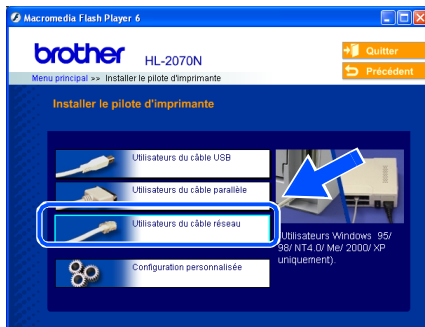 Macromedia Flash Player 6
brother
HL-2070N
Quitter
Précédent
Menu principal >> Installer le pilote d'imprimante
Installer le pilote d'imprimante
Utilisateurs du câble USB
Utilisateurs du câble parallèle
Utilisateurs du câble réseau
Configuration personnalisée
(Utilisateurs Windows 95/
98/ NT4.0/ Me/ 2000/ XP
uniquement).